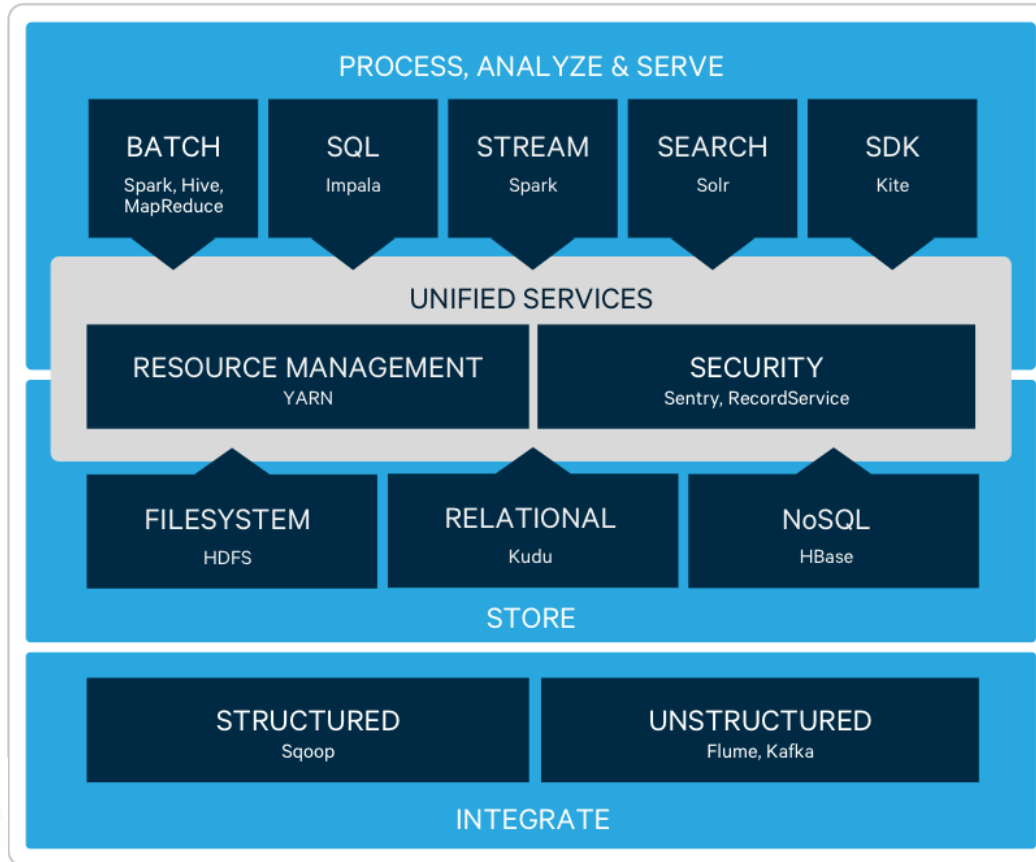 PROCESS, ANALYZE & SERVE
BATCH
Spark, Hive,
MapReduce
SQL
Impala
STREAM
Spark
SEARCH
Solr
SDK
Kite
UNIFIED SERVICES
RESOURCE MANAGEMENT
YARN
SECURITY
Sentry, RecordService
FILESYSTEM
HDFS
RELATIONAL
Kudu
NoSQL
HBase
STORE
STRUCTURED
Sqoop
UNSTRUCTURED
Flume, Kafka
INTEGRATE